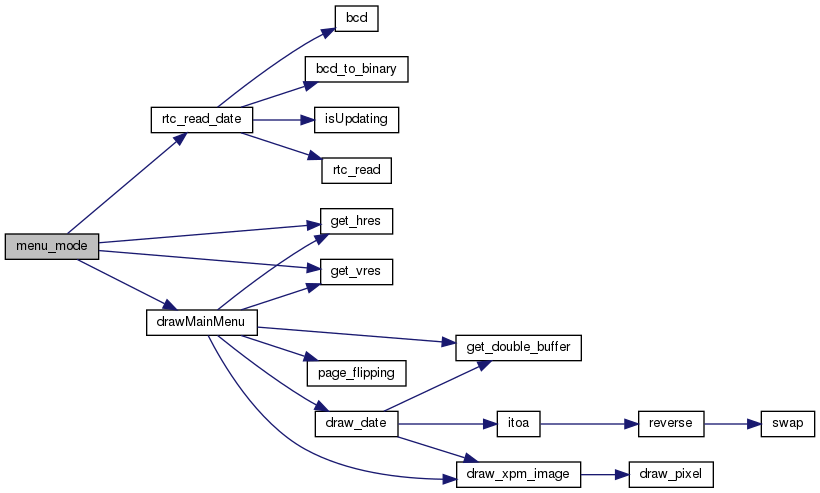 bcd
bcd_to_binary
rtc_read_date
isUpdating
rtc_read
get_hres
menu_mode
get_vres
drawMainMenu
get_double_buffer
page_flipping
draw_date
itoa
reverse
swap
draw_xpm_image
draw_pixel